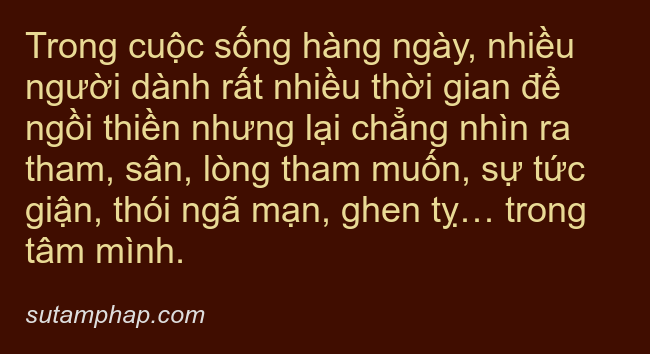 Trong cuộc sống hàng ngày, nhiều
người dành rất nhiều thời gian để
ngồi thiền nhưng lại chẳng nhìn ra
tham, sân, lòng tham muốn, sự tức
giận, thói ngã mạn, ghen tỵ… trong
tâm mình.
sutamphap.com